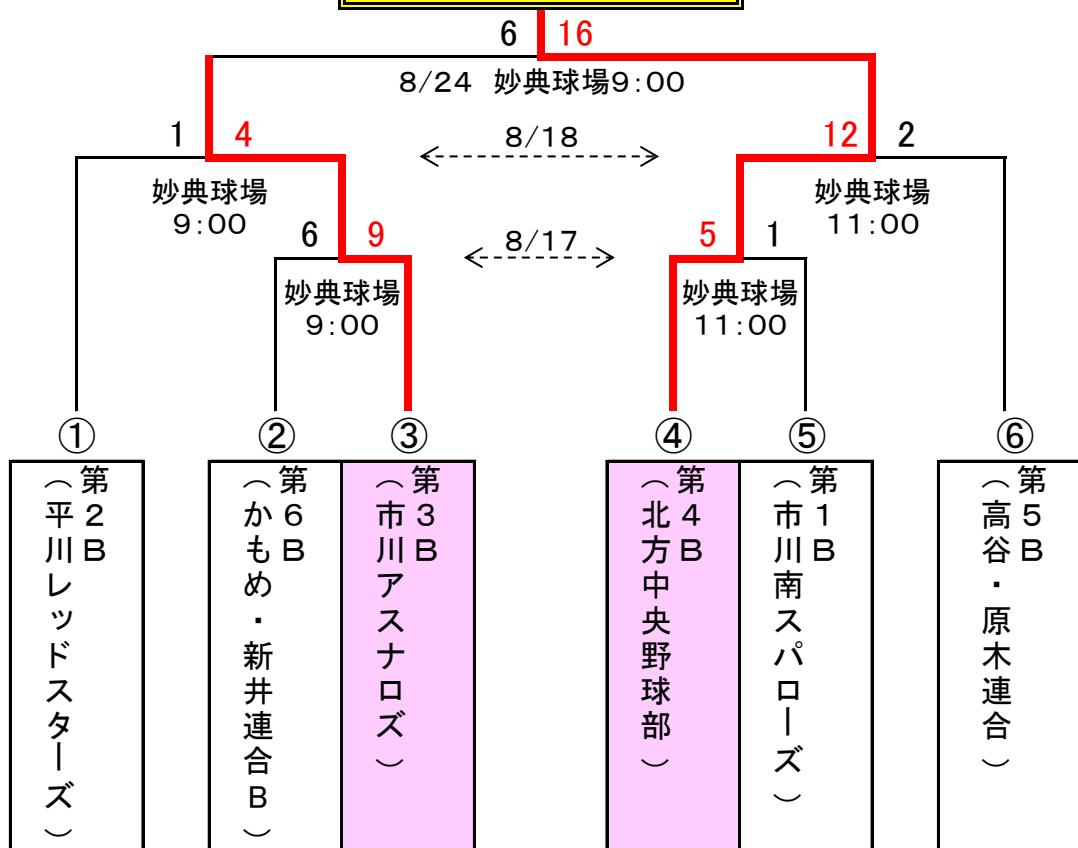 6 16
8/24 妙典球場9:00
1 4
8/18
12 2
妙典球場
9:00
妙典球場
11:00
6 9
8/17
5 1
妙典球場
9:00
妙典球場
11:00
①
②
③
④
⑤
⑥
第2B
（平川レッドスターズ）
第6B
（かもめ・新井連合B）
第3B
（市川アスナロズ）
第4B
（北方中央野球部）
第1B
（市川南スパローズ）
第5B
（高谷・原木連合）